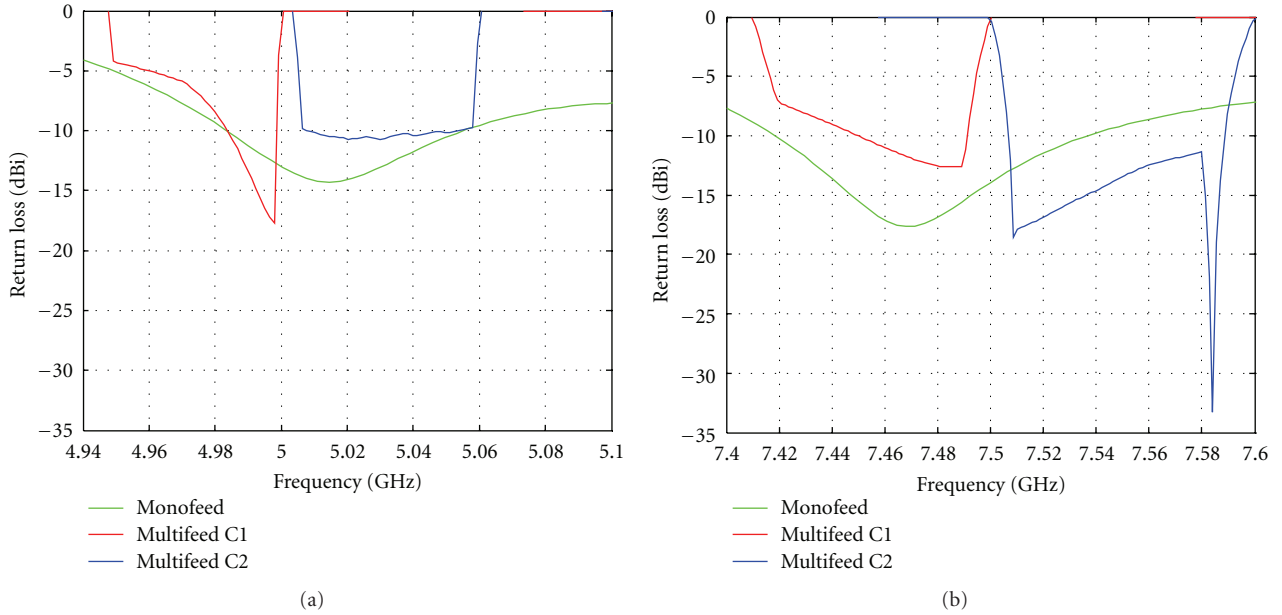 0
−5
−10
−15
−20
−25
−30
−35
Return loss (dBi)
4.94 4.96 4.98 5 5.02 5.04 5.06 5.08 5.1
Frequency (GHz)
Monofeed
Multifeed C1
Multifeed C2
(a)
0
−5
−10
−15
−20
−25
−30
−35
Return loss (dBi)
7.4 7.42 7.44 7.46 7.48 7.5 7.52 7.54 7.56 7.58 7.6
Frequency (GHz)
Monofeed
Multifeed C1
Multifeed C2
(b)